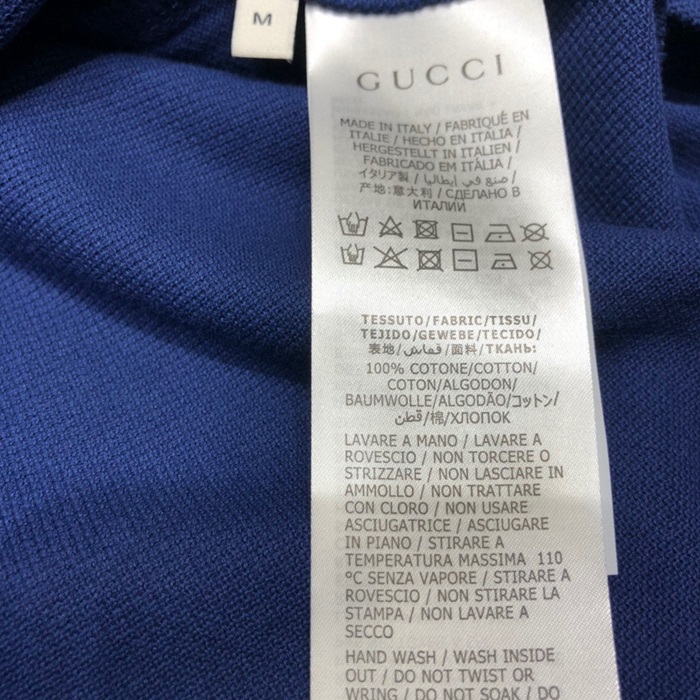 M
GUCCI
MADE IN ITALY / FABRIQUÉ EN
ITALIE / HECHO EN ITALIA /
HERGESTELLT IN ITALIEN /
FABRICADO EM ITÀLIA /
イタリア製 / صنع في إيطاليا /
产地:意大利 / СДЕЛАНО В
ИТАЛИИ
TESSUTO/FABRIC/TISSU/
TEJIDO/GEWEBE/TECIDO/
表地/قماش/面料/ТКАНЬ:
100% COTONE/COTTON/
COTON/ALGODON/
BAUMWOLLE/ALGODÃO/コットン/
قطن/棉/ХЛОПОК
LAVARE A MANO / LAVARE A
ROVESCIO / NON TORCERE O
STRIZZARE / NON LASCIARE IN
AMMOLLO / NON TRATTARE
CON CLORO / NON USARE
ASCIUGATRICE / ASCIUGARE
IN PIANO / STIRARE A
TEMPERATURA MASSIMA 110
°C SENZA VAPORE / STIRARE A
ROVESCIO / NON STIRARE LA
STAMPA / NON LAVARE A
SECCO
HAND WASH / WASH INSIDE
OUT / DO NOT TWIST OR
WRING / DO NOT SOAK / DO